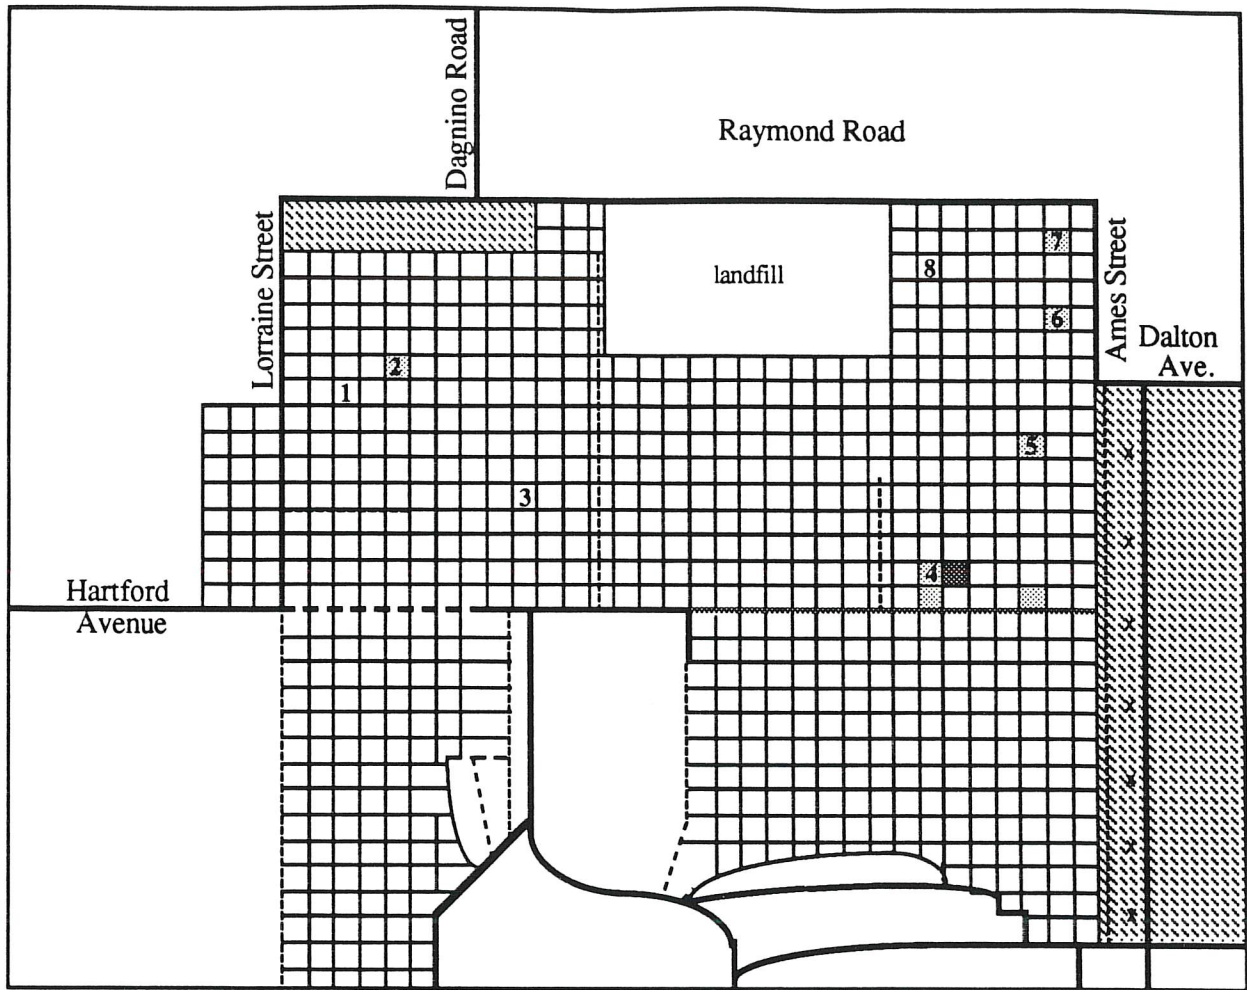 Dagnino Road
Raymond Road
Lorraine Street
landfill
7
8
6
Ames Street
Dalton
Ave.
2
1
5
x
3
x
4
Hartford
Avenue
x
x
x
x
x